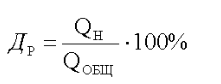 Д_Р = Q_Н / Q_ОБЩ · 100%